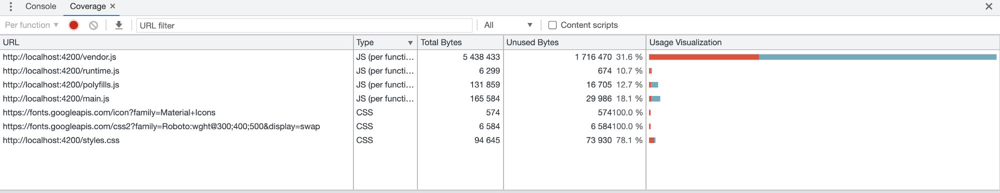 Console Coverage ×
Per function URL filter All Content scripts
URL Type Total Bytes Unused Bytes Usage Visualization
http://localhost:4200/vendor.js JS (per functi… 5 438 433 1 716 470 31.6 %
http://localhost:4200/runtime.js JS (per functi… 6 299 674 10.7 %
http://localhost:4200/polyfills.js JS (per functi… 131 859 16 705 12.7 %
http://localhost:4200/main.js JS (per functi… 165 584 29 986 18.1 %
https://fonts.googleapis.com/icon?family=Material+Icons CSS 574 574 100.0 %
https://fonts.googleapis.com/css2?family=Roboto:wght@300;400;500&display=swap CSS 6 584 6 584 100.0 %
http://localhost:4200/styles.css CSS 94 645 73 930 78.1 %